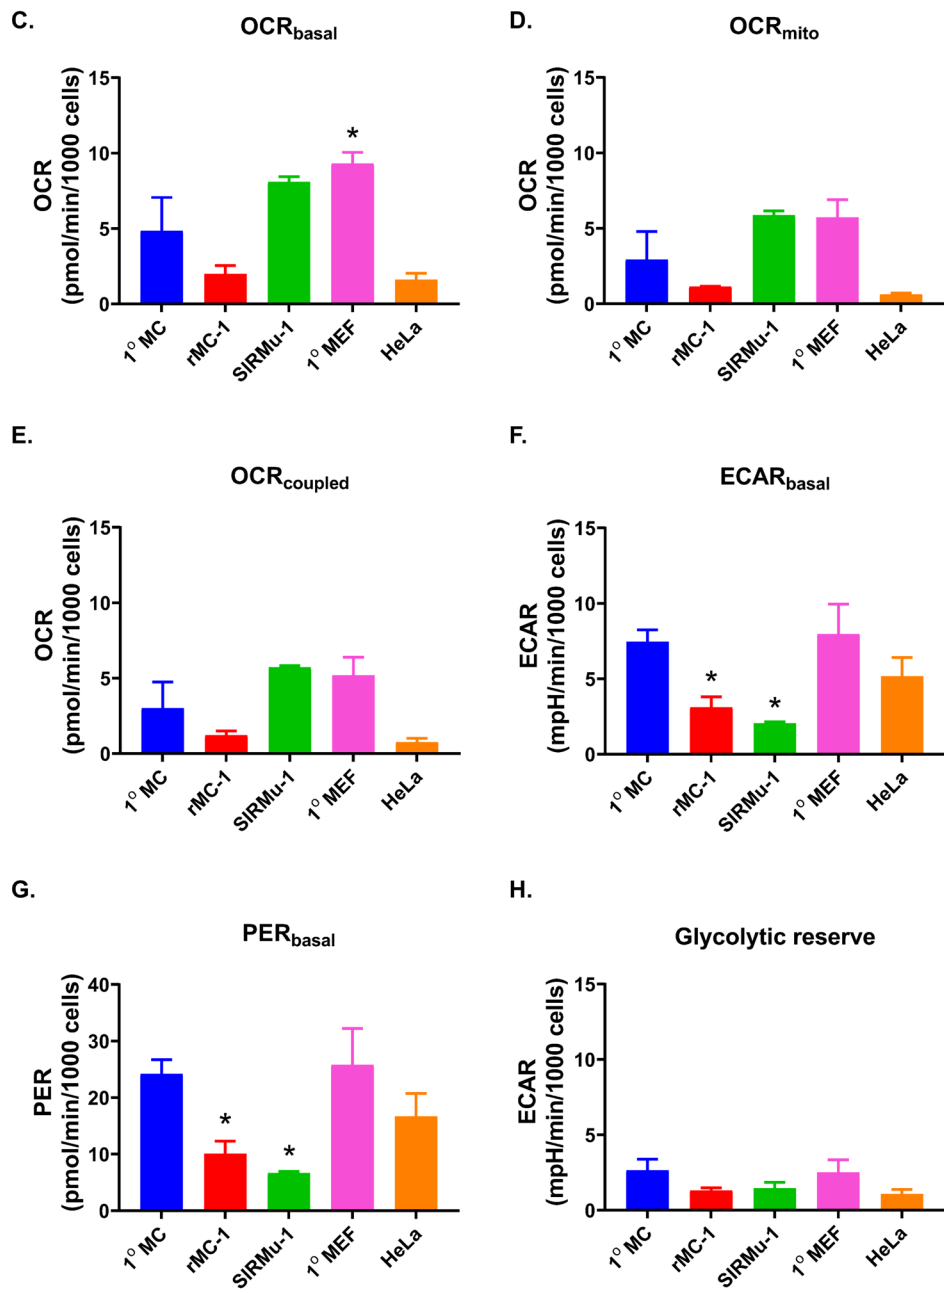 C.
OCRbasal
OCR
(pmol/min/1000 cells)
15
10
5
0
*
1° MC
rMC-1
SIRMu-1
1° MEF
HeLa
D.
OCRmito
OCR
(pmol/min/1000 cells)
15
10
5
0
1° MC
rMC-1
SIRMu-1
1° MEF
HeLa
E.
OCRcoupled
OCR
(pmol/min/1000 cells)
15
10
5
0
1° MC
rMC-1
SIRMu-1
1° MEF
HeLa
F.
ECARbasal
ECAR
(mpH/min/1000 cells)
15
10
5
0
*
*
1° MC
rMC-1
SIRMu-1
1° MEF
HeLa
G.
PERbasal
PER
(pmol/min/1000 cells)
40
30
20
10
0
*
*
1° MC
rMC-1
SIRMu-1
1° MEF
HeLa
H.
Glycolytic reserve
ECAR
(mpH/min/1000 cells)
15
10
5
0
1° MC
rMC-1
SIRMu-1
1° MEF
HeLa